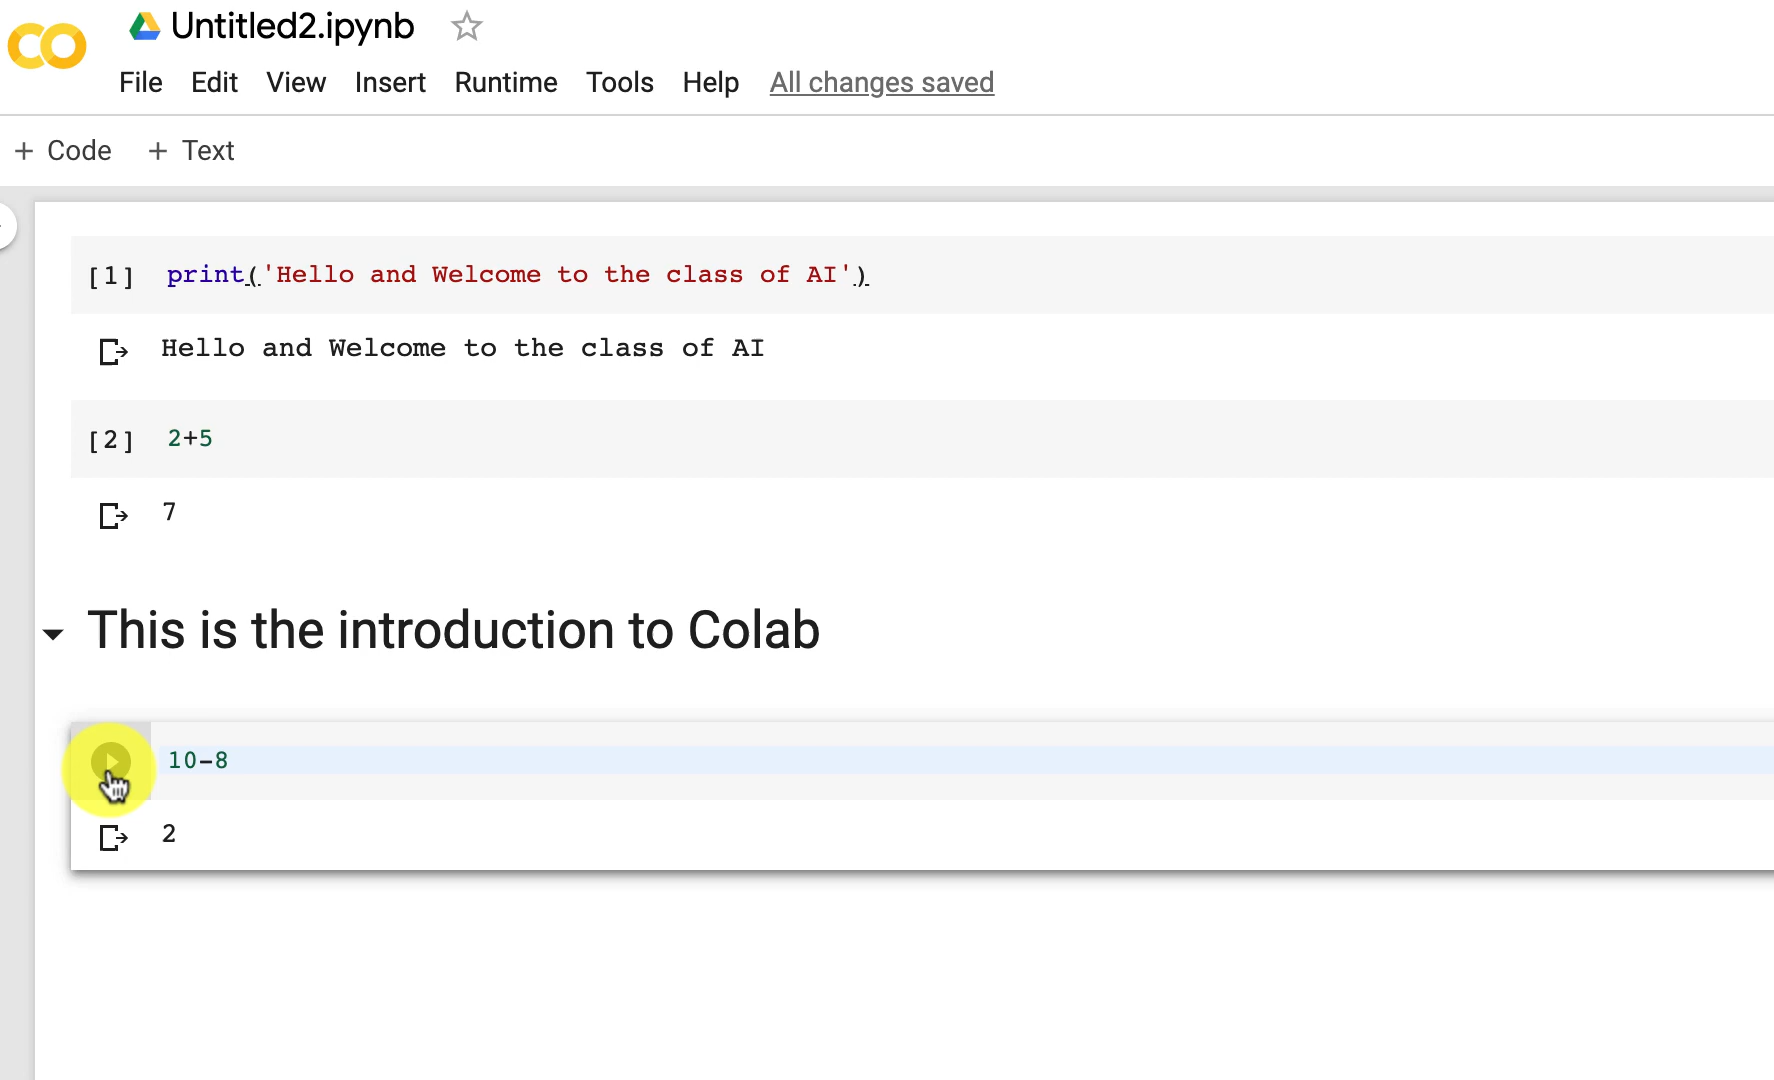 Untitled2.ipynb
File Edit View Insert Runtime Tools Help All changes saved
+ Code + Text
[1] print('Hello and Welcome to the class of AI')
Hello and Welcome to the class of AI
[2] 2+5
7
This is the introduction to Colab
10-8
2